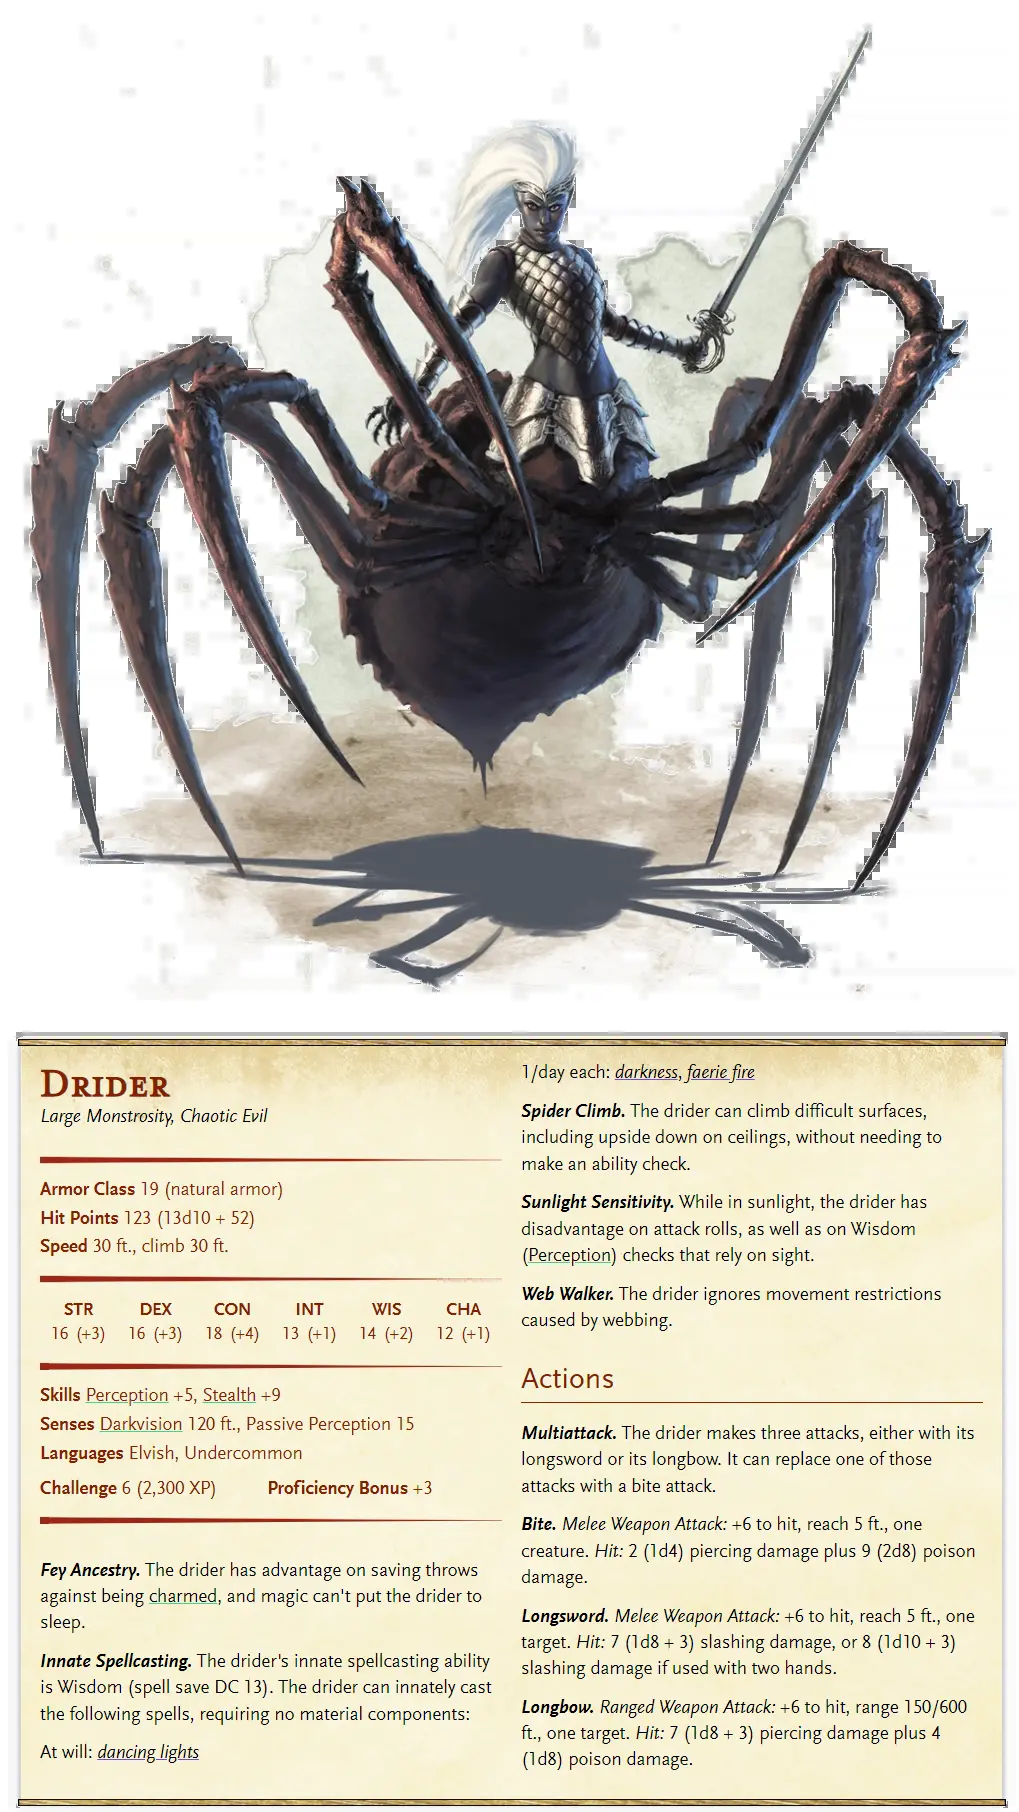 DRIDER
Large Monstrosity, Chaotic Evil
Armor Class 19 (natural armor)
Hit Points 123 (13d10 + 52)
Speed 30 ft., climb 30 ft.
STR DEX CON INT WIS CHA
16 (+3) 16 (+3) 18 (+4) 13 (+1) 14 (+2) 12 (+1)
Skills Perception +5, Stealth +9
Senses Darkvision 120 ft., Passive Perception 15
Languages Elvish, Undercommon
Challenge 6 (2,300 XP) Proficiency Bonus +3
Fey Ancestry. The drider has advantage on saving throws
against being charmed, and magic can't put the drider to
sleep.
Innate Spellcasting. The drider's innate spellcasting ability
is Wisdom (spell save DC 13). The drider can innately cast
the following spells, requiring no material components:
At will: dancing lights
1/day each: darkness, faerie fire
Spider Climb. The drider can climb difficult surfaces,
including upside down on ceilings, without needing to
make an ability check.
Sunlight Sensitivity. While in sunlight, the drider has
disadvantage on attack rolls, as well as on Wisdom
(Perception) checks that rely on sight.
Web Walker. The drider ignores movement restrictions
caused by webbing.
Actions
Multiattack. The drider makes three attacks, either with its
longsword or its longbow. It can replace one of those
attacks with a bite attack.
Bite. Melee Weapon Attack: +6 to hit, reach 5 ft., one
creature. Hit: 2 (1d4) piercing damage plus 9 (2d8) poison
damage.
Longsword. Melee Weapon Attack: +6 to hit, reach 5 ft., one
target. Hit: 7 (1d8 + 3) slashing damage, or 8 (1d10 + 3)
slashing damage if used with two hands.
Longbow. Ranged Weapon Attack: +6 to hit, range 150/600
ft., one target. Hit: 7 (1d8 + 3) piercing damage plus 4
(1d8) poison damage.